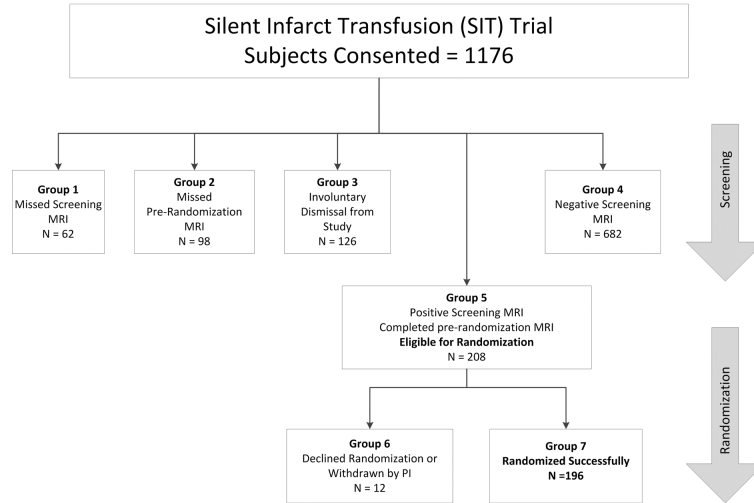 Silent Infarct Transfusion (SIT) Trial
Subjects Consented = 1176
Group 1
Missed Screening
MRI
N = 62
Group 2
Missed
Pre-Randomization
MRI
N = 98
Group 3
Involuntary
Dismissal from
Study
N = 126
Group 4
Negative Screening
MRI
N = 682
Screening
Group 5
Positive Screening MRI
Completed pre-randomization MRI
Eligible for Randomization
N = 208
Group 6
Declined Randomization or
Withdrawn by PI
N = 12
Group 7
Randomized Successfully
N =196
Randomization